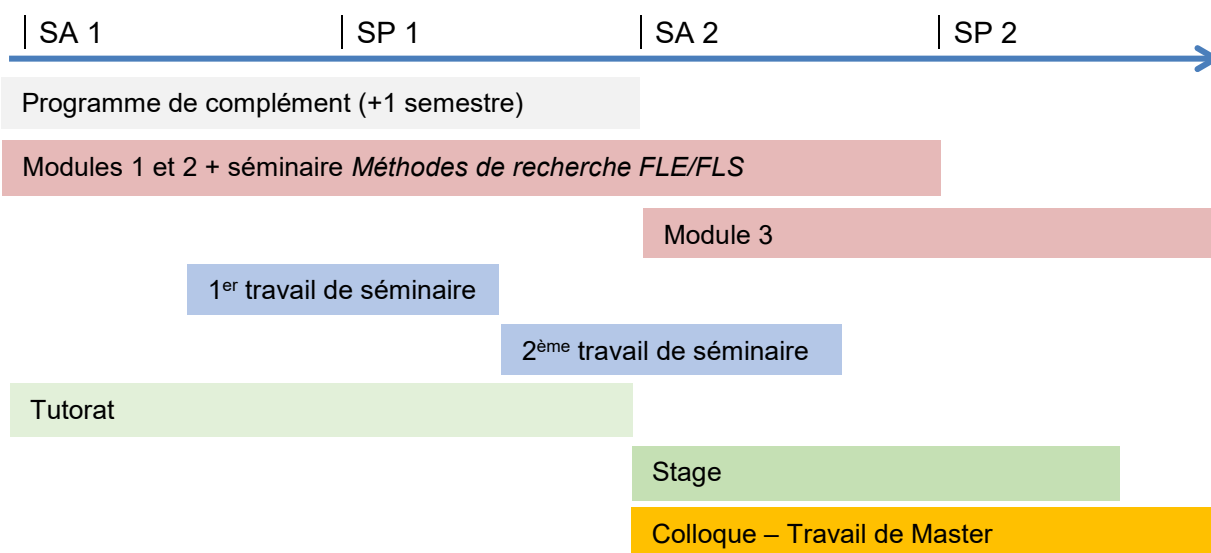 SA 1 SP 1 SA 2 SP 2
Programme de complément (+1 semestre)
Modules 1 et 2 + séminaire Méthodes de recherche FLE/FLS
Module 3
1er travail de séminaire
2ème travail de séminaire
Tutorat
Stage
Colloque – Travail de Master